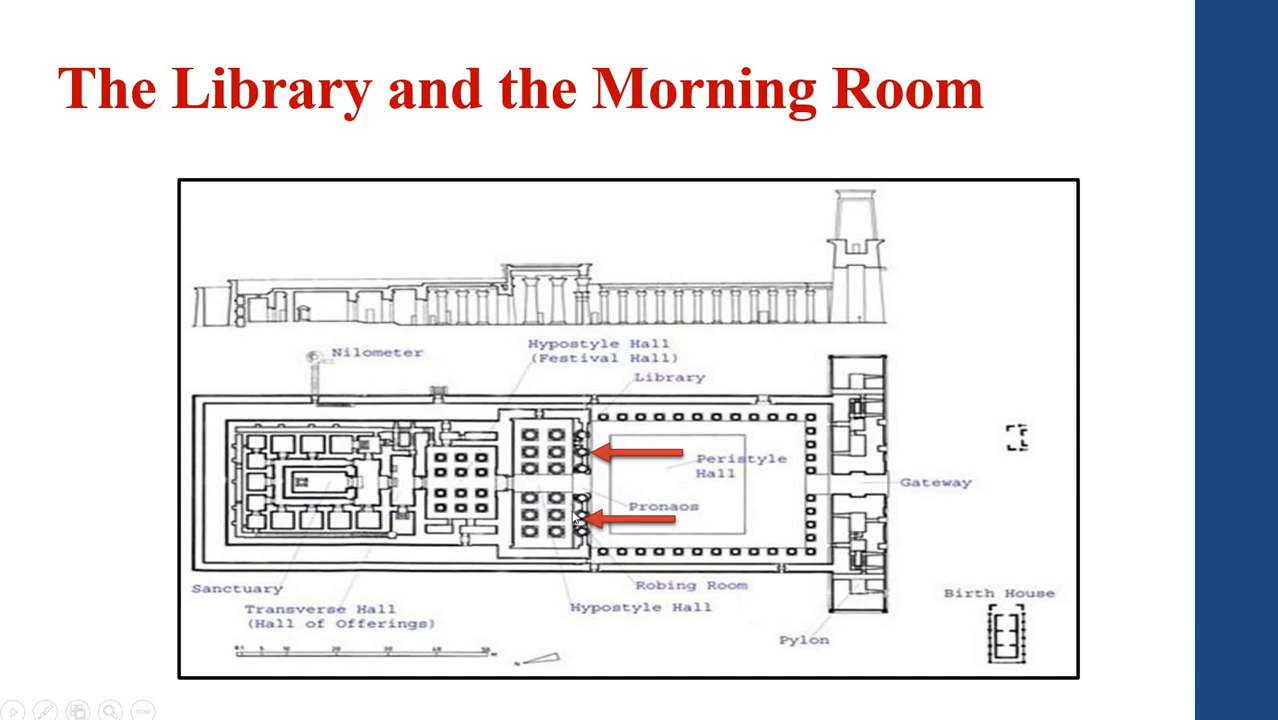 The Library and the Morning Room
Nilometer
Hypostyle Hall
(Festival Hall)
Library
Peristyle
Hall
Gateway
Pronaos
Sanctuary
Robing Room
Transverse Hall
(Hall of Offerings)
Hypostyle Hall
Birth House
Pylon